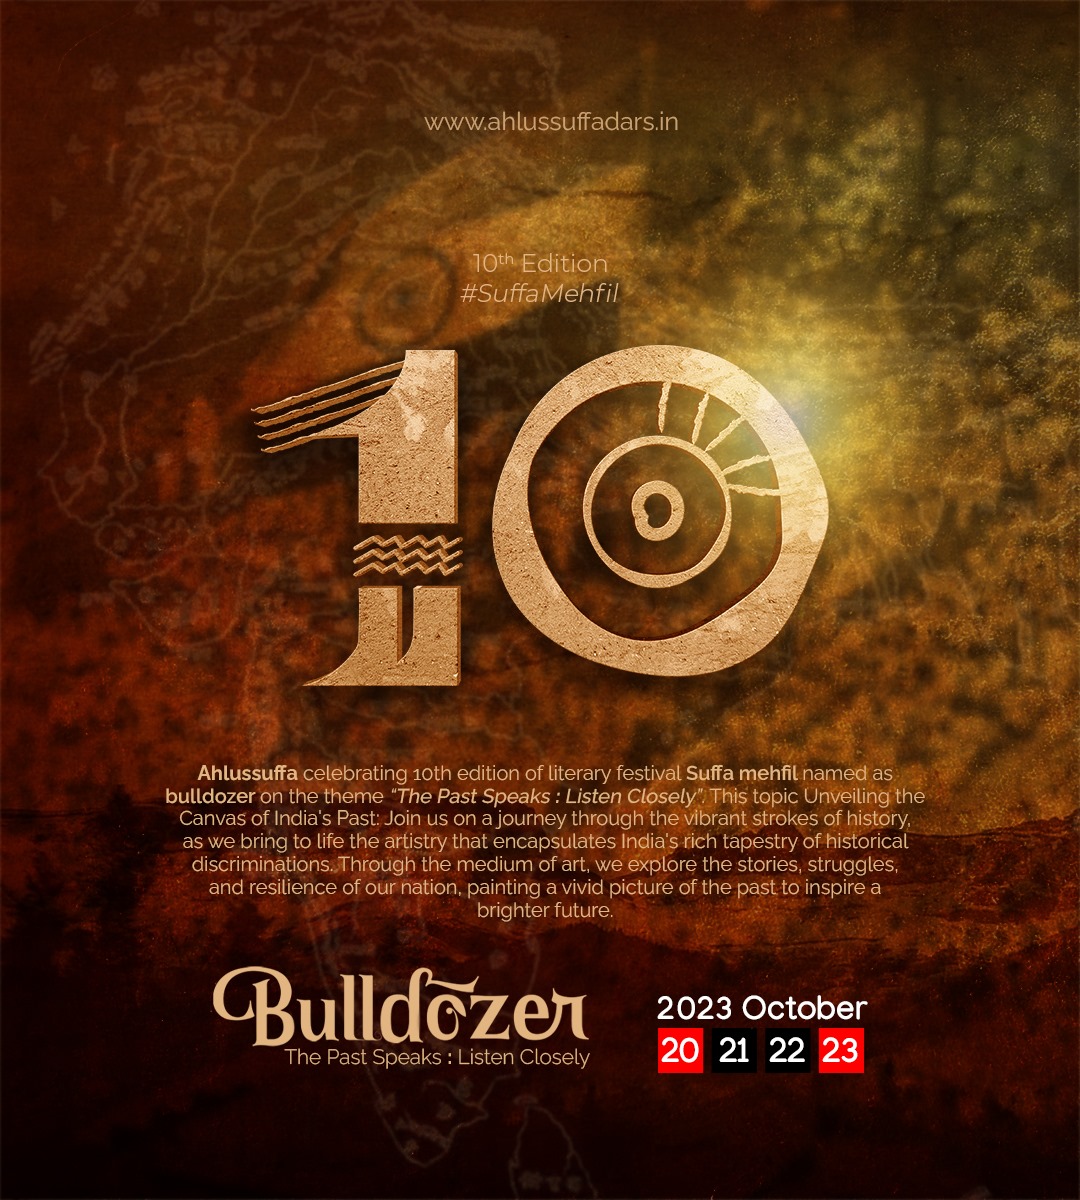 www.ahlussuffadars.in
10th Edition
#SuffaMehfil
10
Ahlussuffa celebrating 10th edition of literary festival Suffa mehfil named as
bulldozer on the theme “The Past Speaks : Listen Closely”. This topic Unveiling the
Canvas of India's Past: Join us on a journey through the vibrant strokes of history,
as we bring to life the artistry that encapsulates India's rich tapestry of historical
discriminations. Through the medium of art, we explore the stories, struggles,
and resilience of our nation, painting a vivid picture of the past to inspire a
brighter future.
Bulldozer
The Past Speaks : Listen Closely
2023 October
20 21 22 23